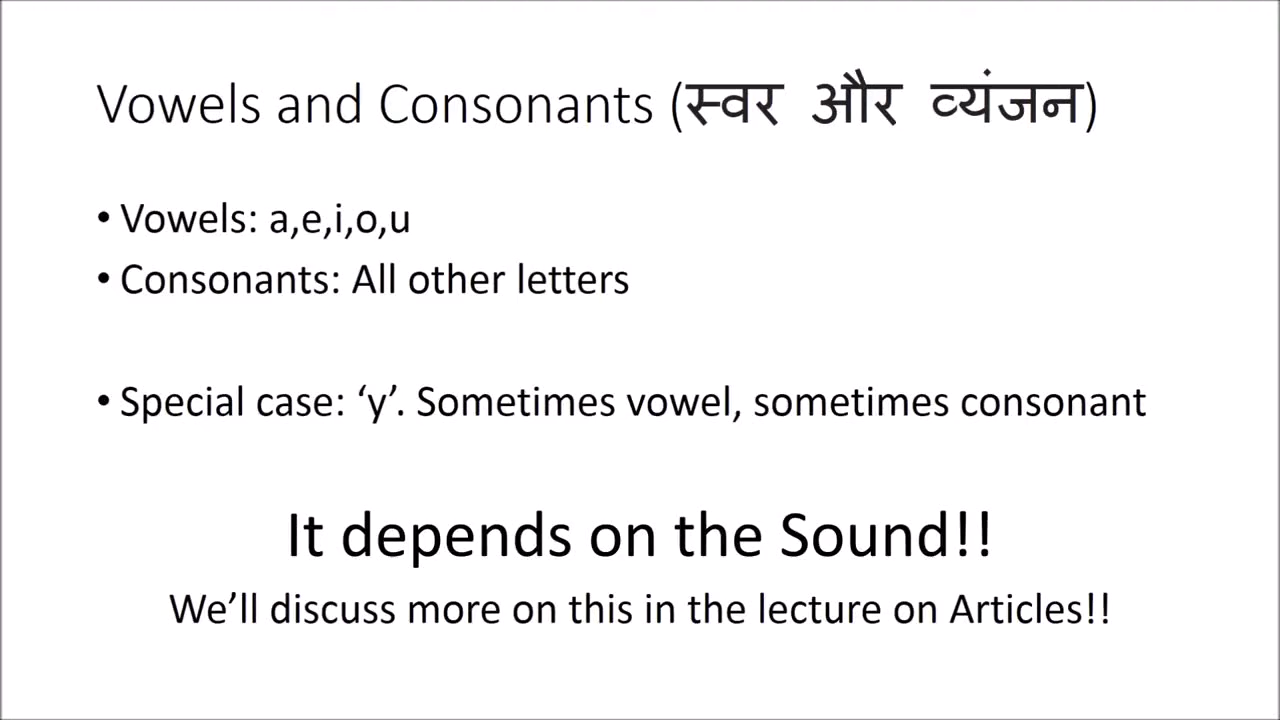 Vowels and Consonants (स्वर और व्यंजन)
• Vowels: a,e,i,o,u
• Consonants: All other letters
• Special case: ‘y’. Sometimes vowel, sometimes consonant
It depends on the Sound!!
We’ll discuss more on this in the lecture on Articles!!